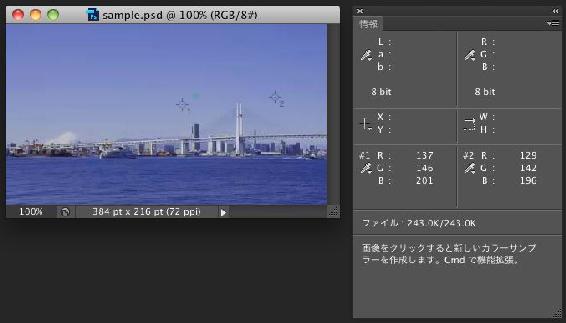 sample.psd @ 100% (RGB/8#)
100%
384 pt x 216 pt (72 ppi)
1
2
情報
L :
a :
b :
8 bit
R :
G :
B :
8 bit
X :
Y :
W :
H :
#1 R : 137
G : 146
B : 201
#2 R : 129
G : 142
B : 196
ファイル : 243.0K/243.0K
画像をクリックすると新しいカラーサンプ
ラーを作成します。Cmd で機能拡張。